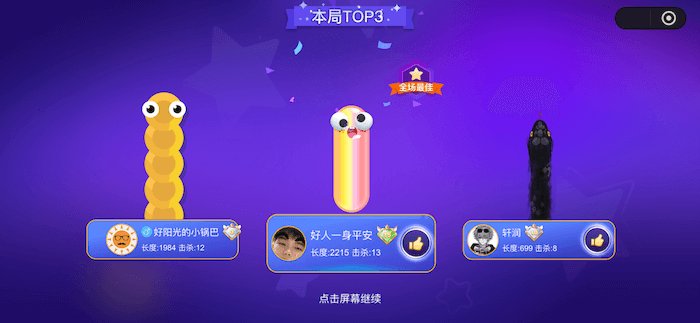 本局TOP3
全场最佳
好阳光的小锅巴
长度:1984 击杀:12
好人一身平安
长度:2215 击杀:13
轩润
长度:699 击杀:8
点击屏幕继续